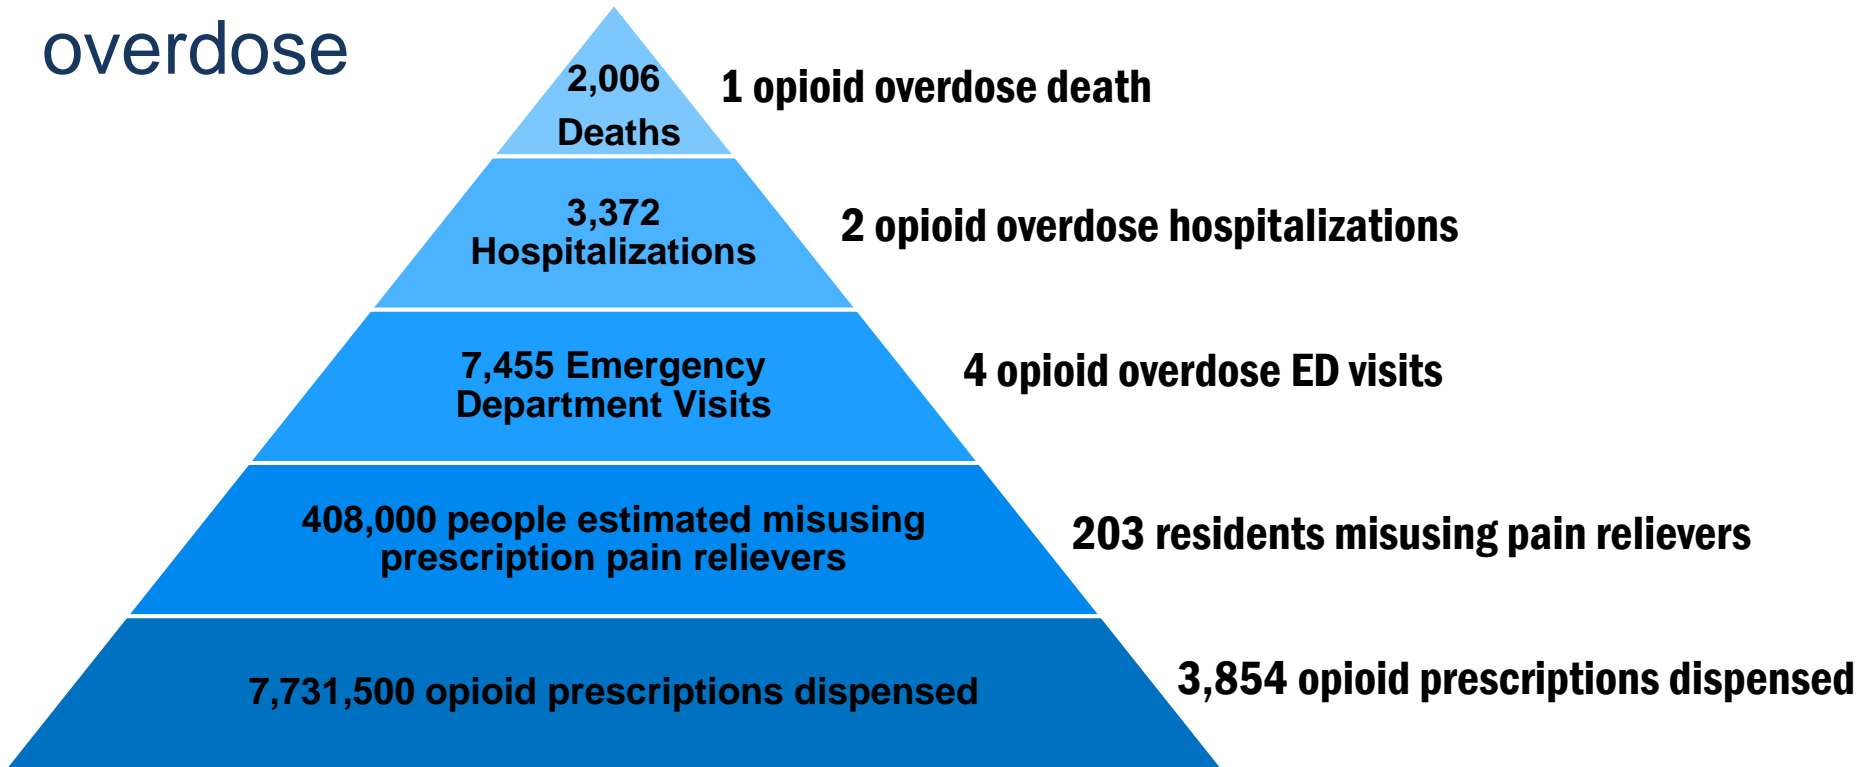 overdose
2,006
Deaths
1 opioid overdose death
3,372
Hospitalizations
2 opioid overdose hospitalizations
7,455 Emergency
Department Visits
4 opioid overdose ED visits
408,000 people estimated misusing
prescription pain relievers
203 residents misusing pain relievers
7,731,500 opioid prescriptions dispensed
3,854 opioid prescriptions dispensed